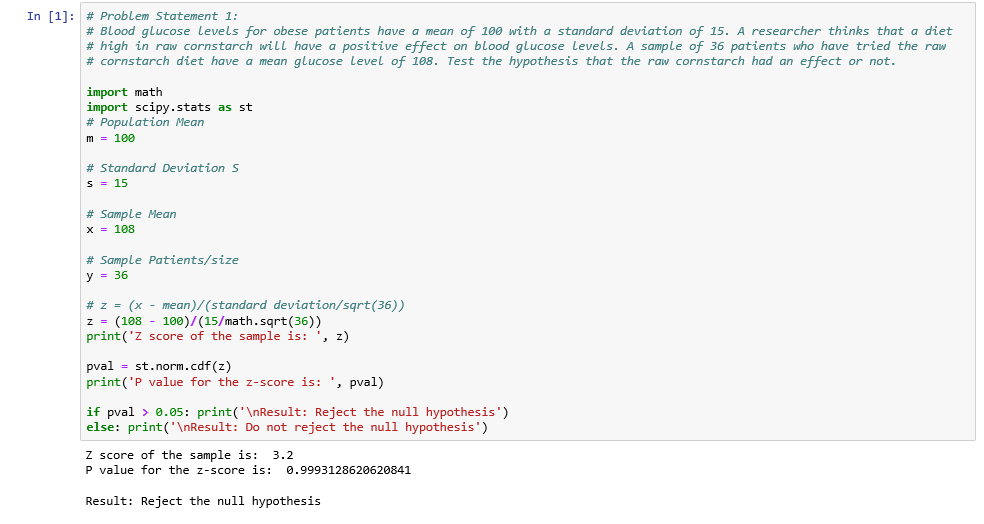 In [1]: # Problem Statement 1:
# Blood glucose levels for obese patients have a mean of 100 with a standard deviation of 15. A researcher thinks that a diet
# high in raw cornstarch will have a positive effect on blood glucose levels. A sample of 36 patients who have tried the raw
# cornstarch diet have a mean glucose level of 108. Test the hypothesis that the raw cornstarch had an effect or not.
import math
import scipy.stats as st
# Population Mean
m = 100
# Standard Deviation S
s = 15
# Sample Mean
x = 108
# Sample Patients/size
y = 36
# z = (x - mean)/(standard deviation/sqrt(36))
z = (108 - 100)/(15/math.sqrt(36))
print('Z score of the sample is: ', z)
pval = st.norm.cdf(z)
print('P value for the z-score is: ', pval)
if pval > 0.05: print('\nResult: Reject the null hypothesis')
else: print('\nResult: Do not reject the null hypothesis')
Z score of the sample is:  3.2
P value for the z-score is:  0.9993128620620841
Result: Reject the null hypothesis